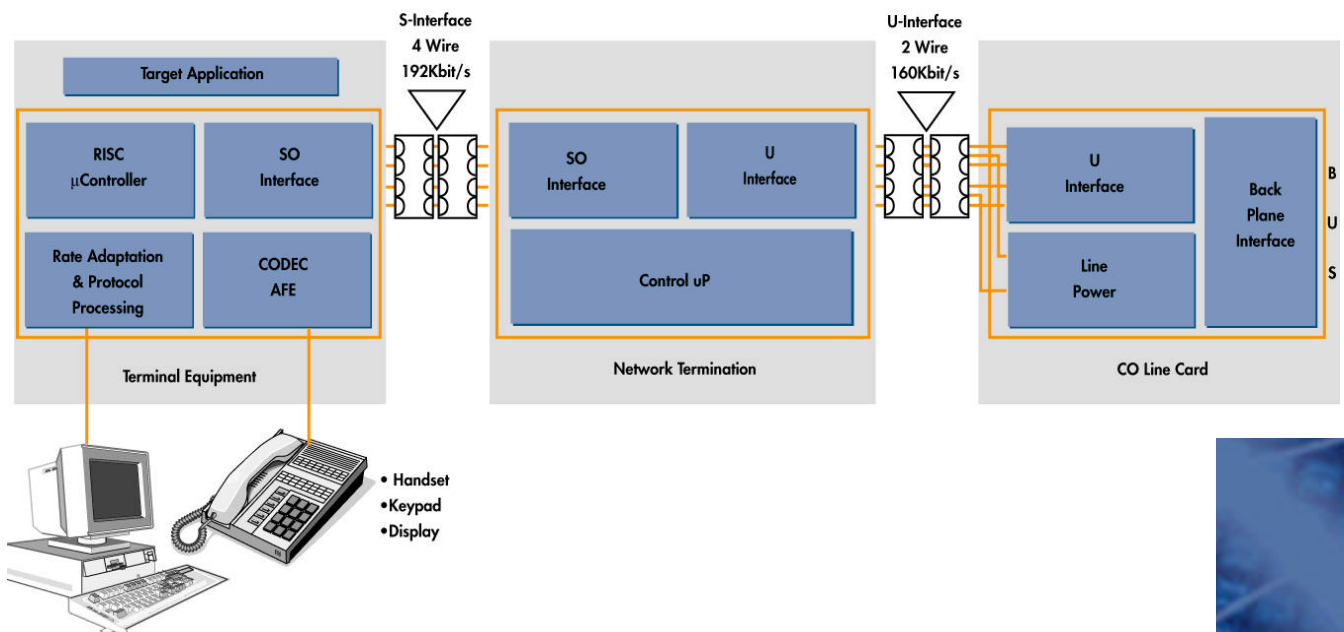 S-Interface
4 Wire
192Kbit/s
U-Interface
2 Wire
160Kbit/s
Target Application
RISC
μController
SO
Interface
Rate Adaptation
& Protocol
Processing
CODEC
AFE
Terminal Equipment
SO
Interface
U
Interface
Control uP
Network Termination
U
Interface
Line
Power
Back
Plane
Interface
B
U
S
CO Line Card
• Handset
•Keypad
•Display